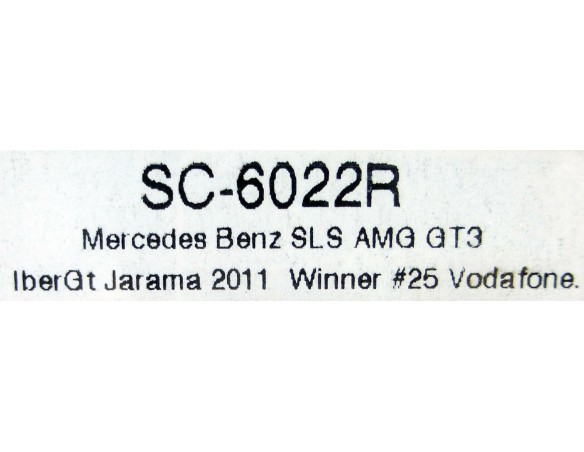 SC-6022R
Mercedes Benz SLS AMG GT3
IberGt Jarama 2011 Winner #25 Vodafone.